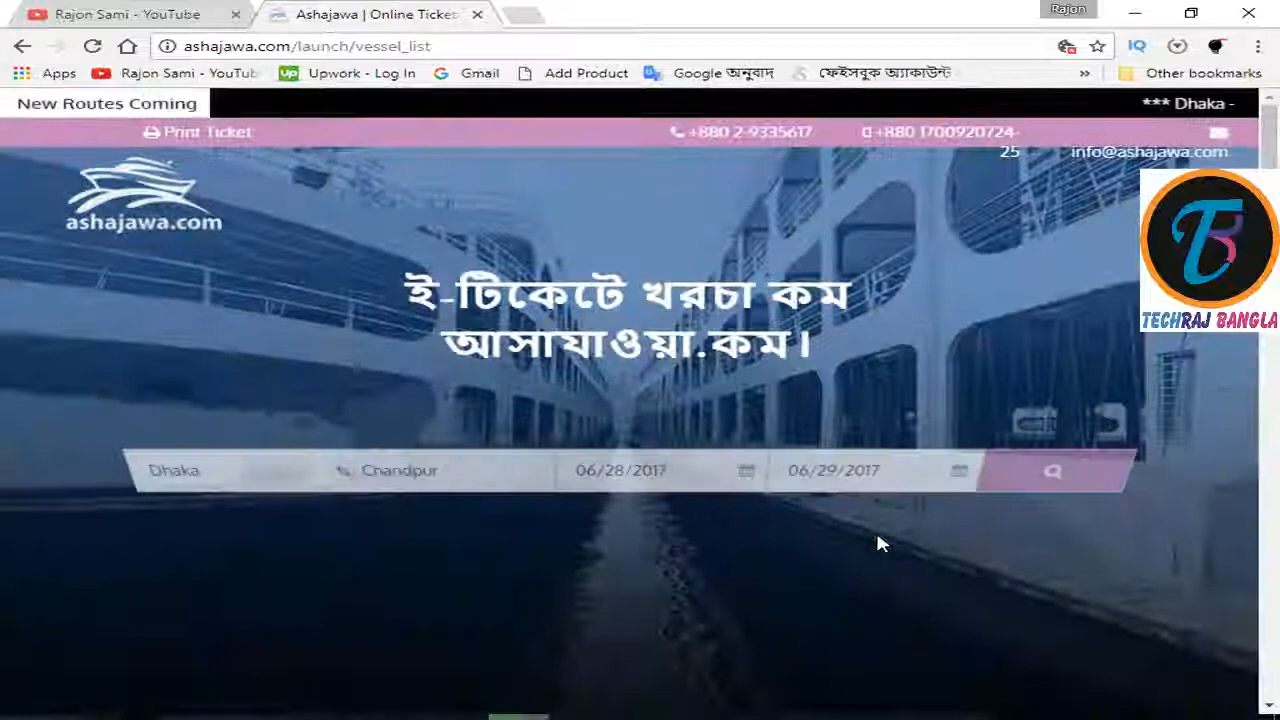 Rajon Sami - YouTube
Ashajawa | Online Ticket
Rajon
ashajawa.com/launch/vessel_list
Apps
Rajon Sami - YouTub
Upwork - Log In
Gmail
Add Product
Google অনুবাদ
ফেইসবুক অ্যাকাউন্ট
»
Other bookmarks
New Routes Coming
*** Dhaka -
Print Ticket
+880 2-9335617
+880 1700920724-
25
info@ashajawa.com
ashajawa.com
TECHRAJ BANGLA
ই-টিকেটে খরচা কম
আসাযাওয়া.কম।
Dhaka
Chandpur
06/28/2017
06/29/2017